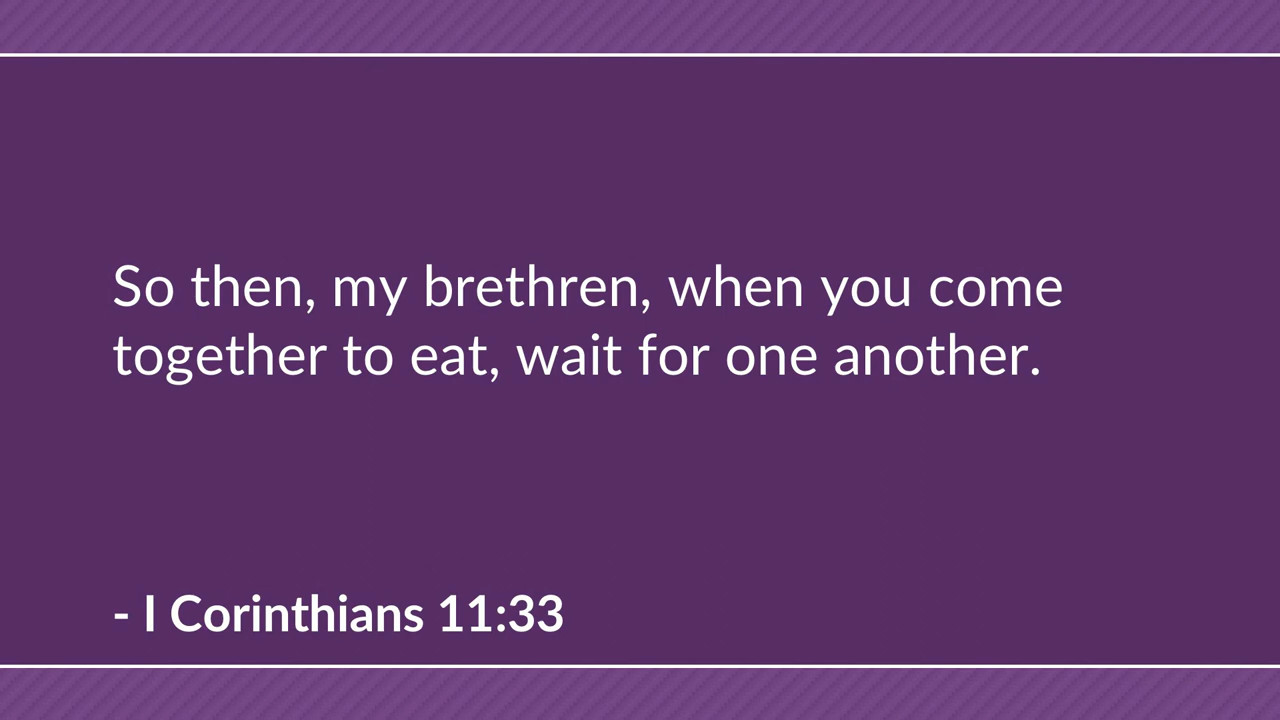 So then, my brethren, when you come
together to eat, wait for one another.
- I Corinthians 11:33